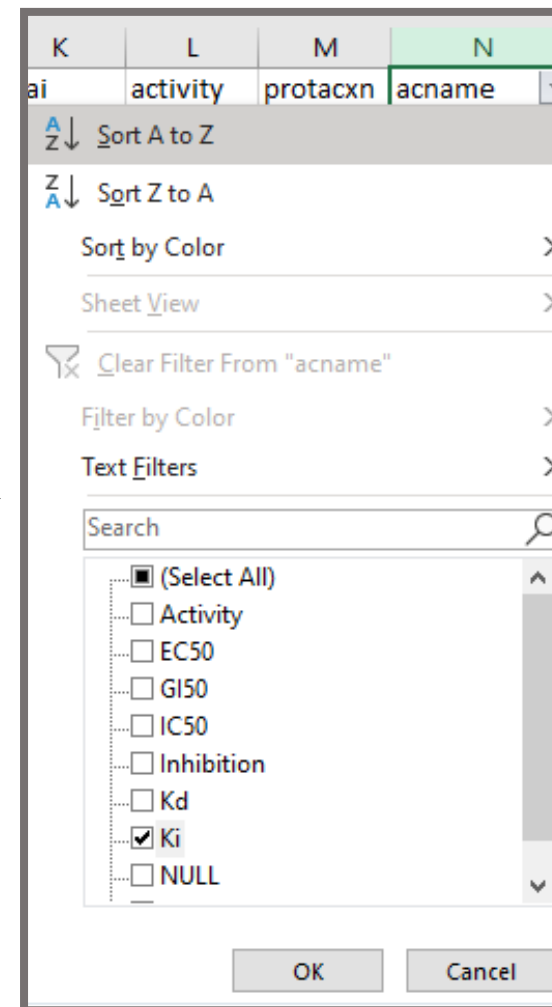 K L M N
ai activity protacxn acname
A Z Sort A to Z
Z A Sort Z to A
Sort by Color
Sheet View
Clear Filter From "acname"
Filter by Color
Text Filters
Search
(Select All)
Activity
EC50
GI50
IC50
Inhibition
Kd
Ki
NULL
OK Cancel